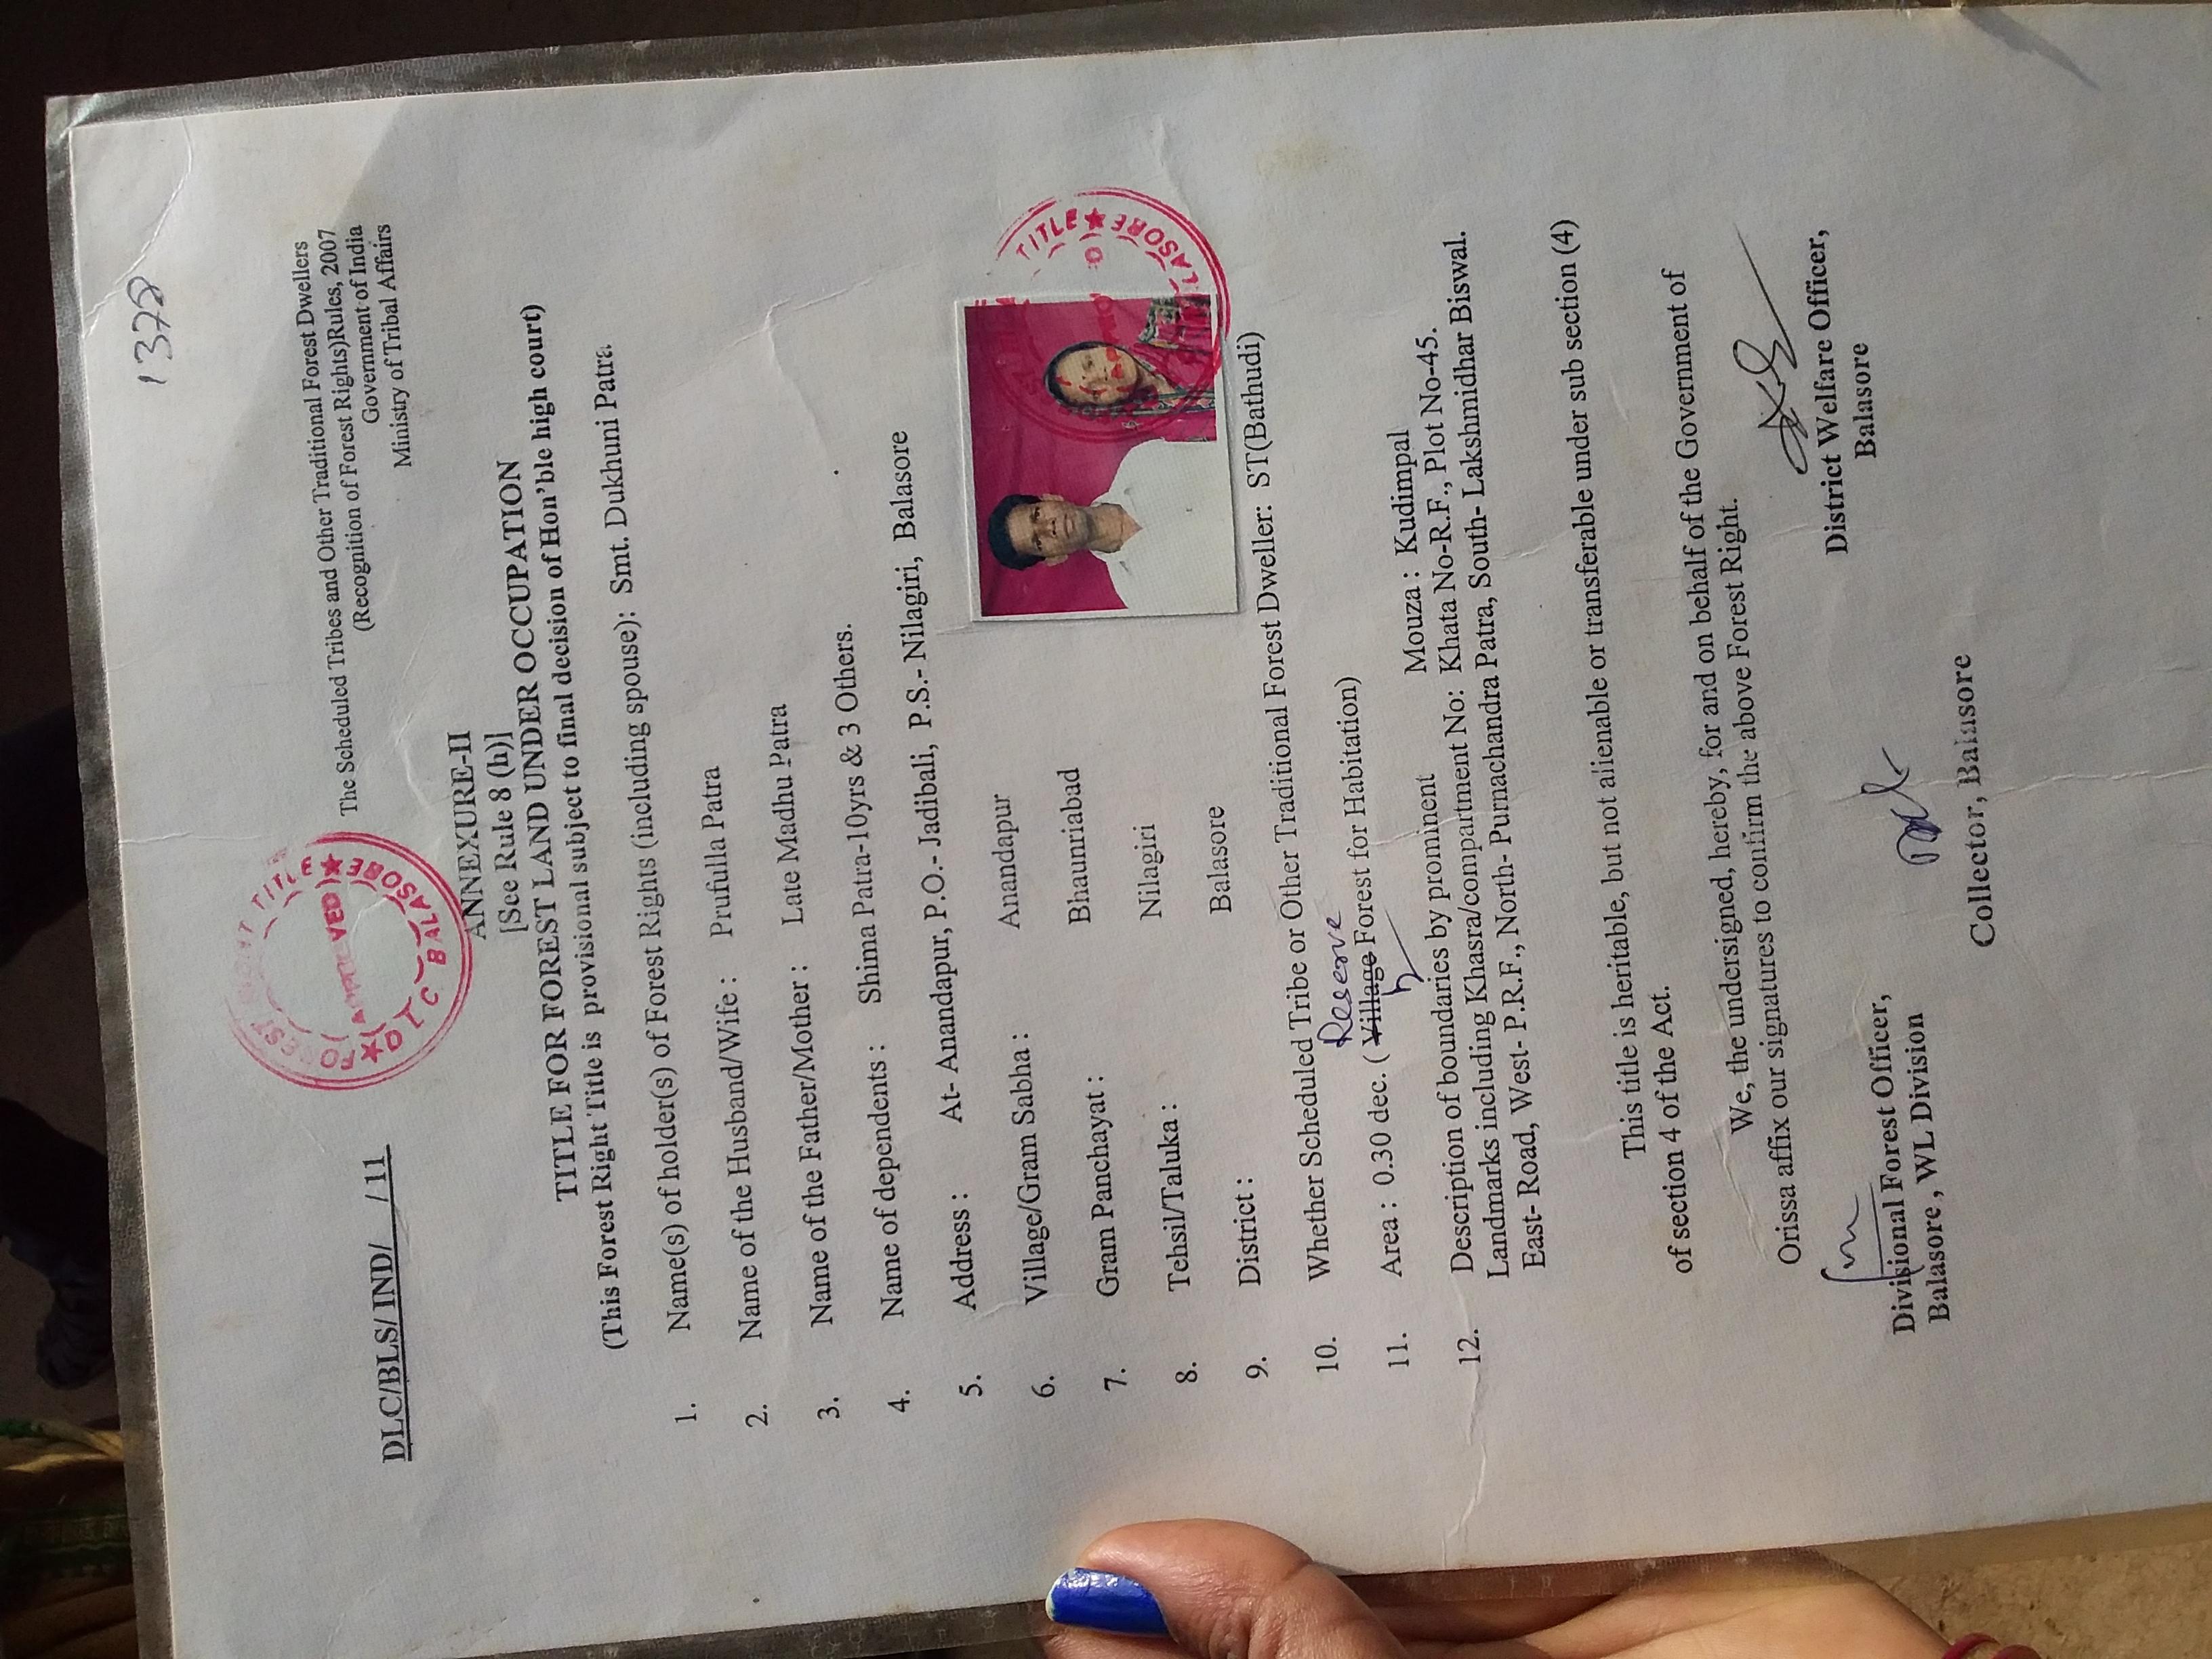 1378
DLC/BLS/ IND/ / 11
FOREST RIGHT TITLE
(APPROVED)
DLC BALASORE
The Scheduled Tribes and Other Traditional Forest Dwellers
(Recognition of Forest Rights)Rules, 2007
Government of India
Ministry of Tribal Affairs
ANNEXURE-II
[See Rule 8 (h)]
TITLE FOR FOREST LAND UNDER OCCUPATION
(This Forest Right Title is provisional subject to final decision of Hon'ble high court)
1. Name(s) of holder(s) of Forest Rights (including spouse): Smt. Dukhuni Patra
2. Name of the Husband/Wife : Prufulla Patra
3. Name of the Father/Mother : Late Madhu Patra
4. Name of dependents : Shima Patra-10yrs & 3 Others.
5. Address : At- Anandapur, P.O.- Jadibali, P.S.- Nilagiri, Balasore
6. Village/Gram Sabha : Anandapur
7. Gram Panchayat : Bhaunriabad
8. Tehsil/Taluka : Nilagiri
9. District : Balasore
TITLE
BALASORE
10. Whether Scheduled Tribe or Other Traditional Forest Dweller: ST(Bathudi)
Reserve
11. Area : 0.30 dec. ( Village Forest for Habitation) Mouza : Kudimpal
12. Description of boundaries by prominent
Landmarks including Khasra/compartment No: Khata No-R.F., Plot No-45.
East- Road, West- P.R.F., North- Purnachandra Patra, South- Lakshmidhar Biswal.
This title is heritable, but not alienable or transferable under sub section (4)
of section 4 of the Act.
We, the undersigned, hereby, for and on behalf of the Government of
Orissa affix our signatures to confirm the above Forest Right.
Divisional Forest Officer,
Balasore , WL Division
District Welfare Officer,
Balasore
Collector, Balasore